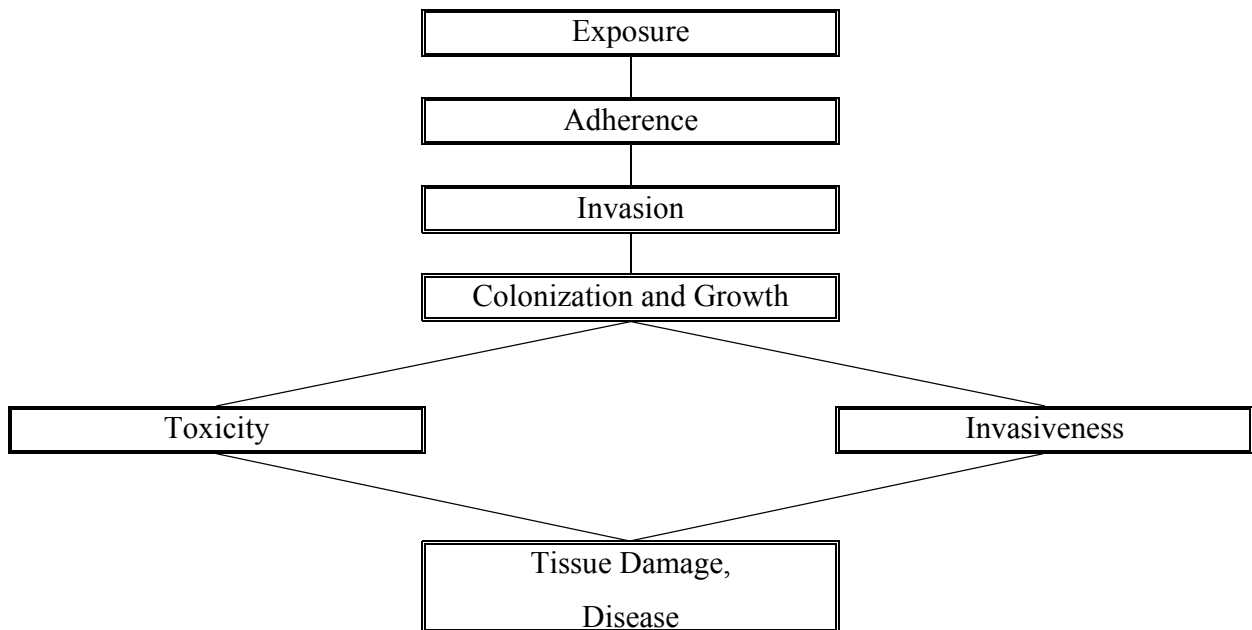 Exposure
Adherence
Invasion
Colonization and Growth
Toxicity
Invasiveness
Tissue Damage,
Disease